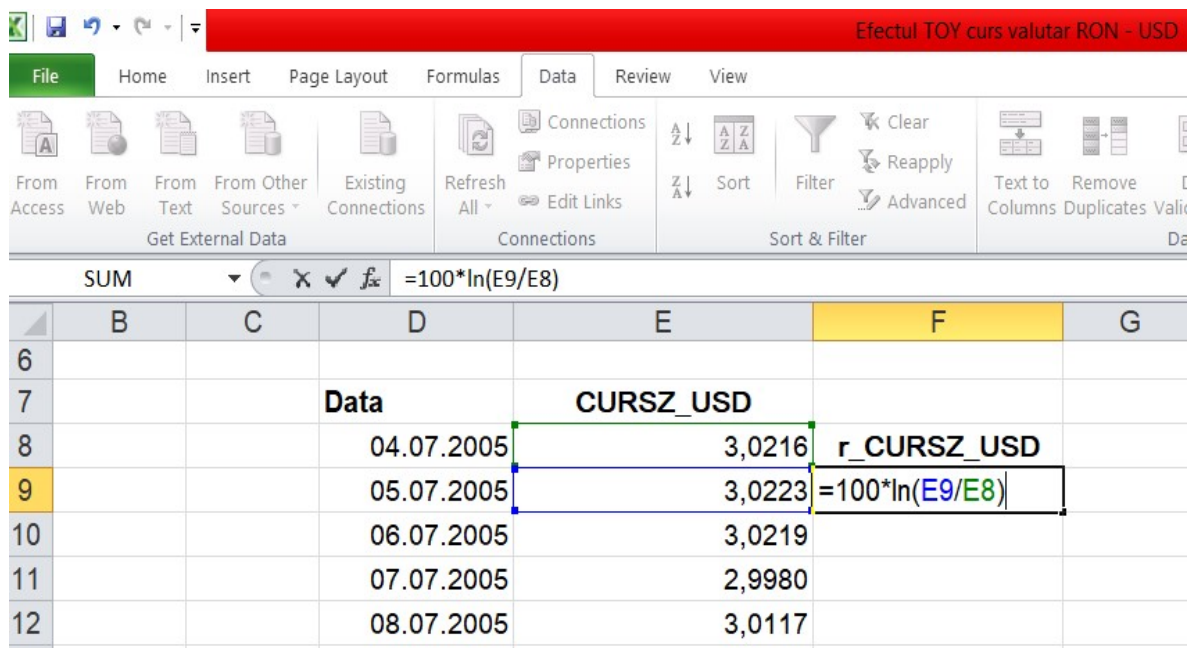 Efectul TOY curs valutar RON - USD
File Home Insert Page Layout Formulas Data Review View
From Access
From Web
From Text
From Other Sources
Existing Connections
Get External Data
Refresh All
Connections
Properties
Edit Links
Connections
Sort
Filter
Clear
Reapply
Advanced
Sort & Filter
Text to Columns
Remove Duplicates
SUM fx =100*ln(E9/E8)
B C D E F G
6
7 Data CURSZ_USD
8 04.07.2005 3,0216 r_CURSZ_USD
9 05.07.2005 3,0223 =100*ln(E9/E8)
10 06.07.2005 3,0219
11 07.07.2005 2,9980
12 08.07.2005 3,0117